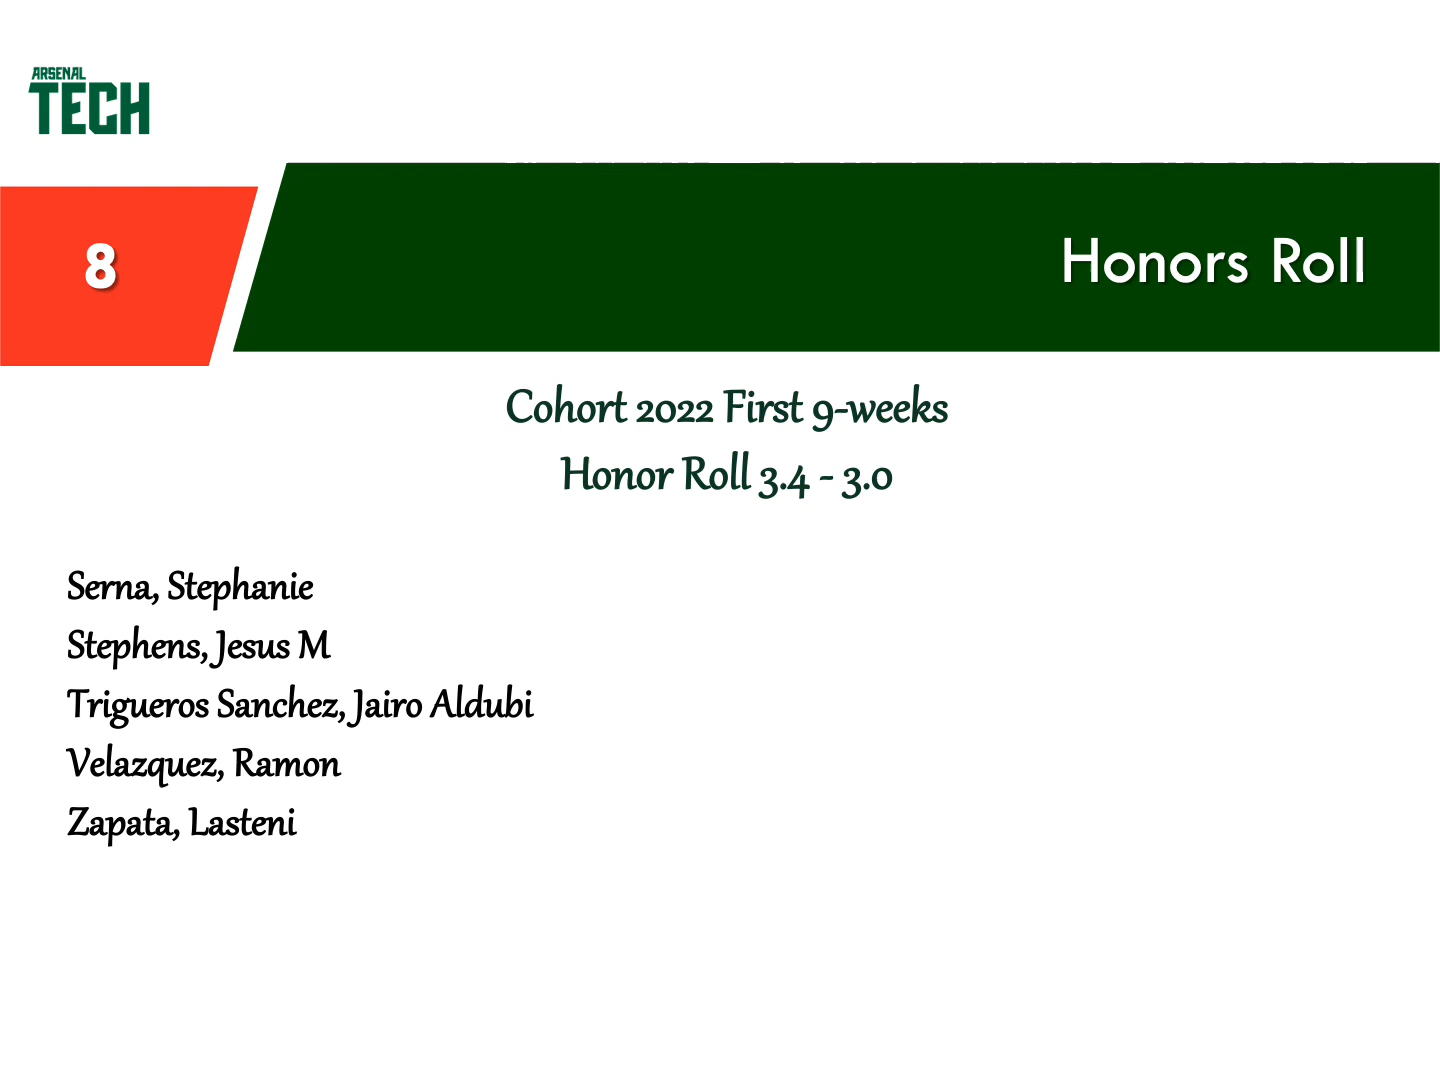 ARSENAL
TECH
8
Honors Roll
Cohort 2022 First 9-weeks
Honor Roll 3.4 - 3.0
Serna, Stephanie
Stephens, Jesus M
Trigueros Sanchez, Jairo Aldubi
Velazquez, Ramon
Zapata, Lasteni